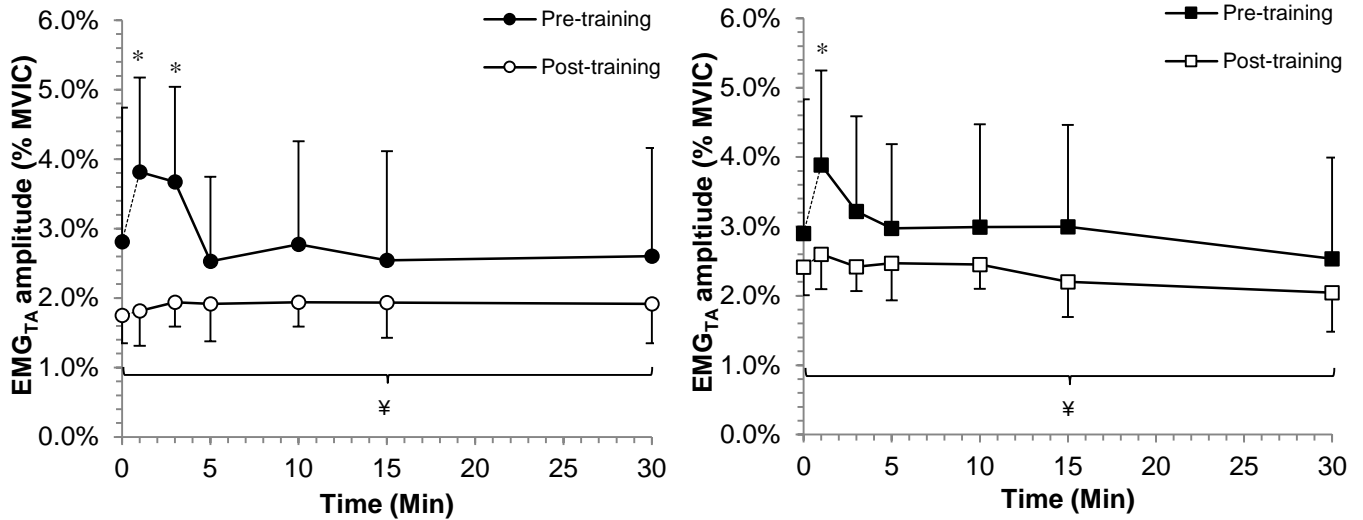 6.0%
5.0%
4.0%
3.0%
2.0%
1.0%
0.0%
EMG_TA amplitude (% MVIC)
Pre-training
Post-training
*
*
¥
0 5 10 15 20 25 30
Time (Min)
6.0%
5.0%
4.0%
3.0%
2.0%
1.0%
0.0%
EMG_TA ampltiude (% MVIC)
Pre-training
Post-training
*
¥
0 5 10 15 20 25 30
Time (Min)